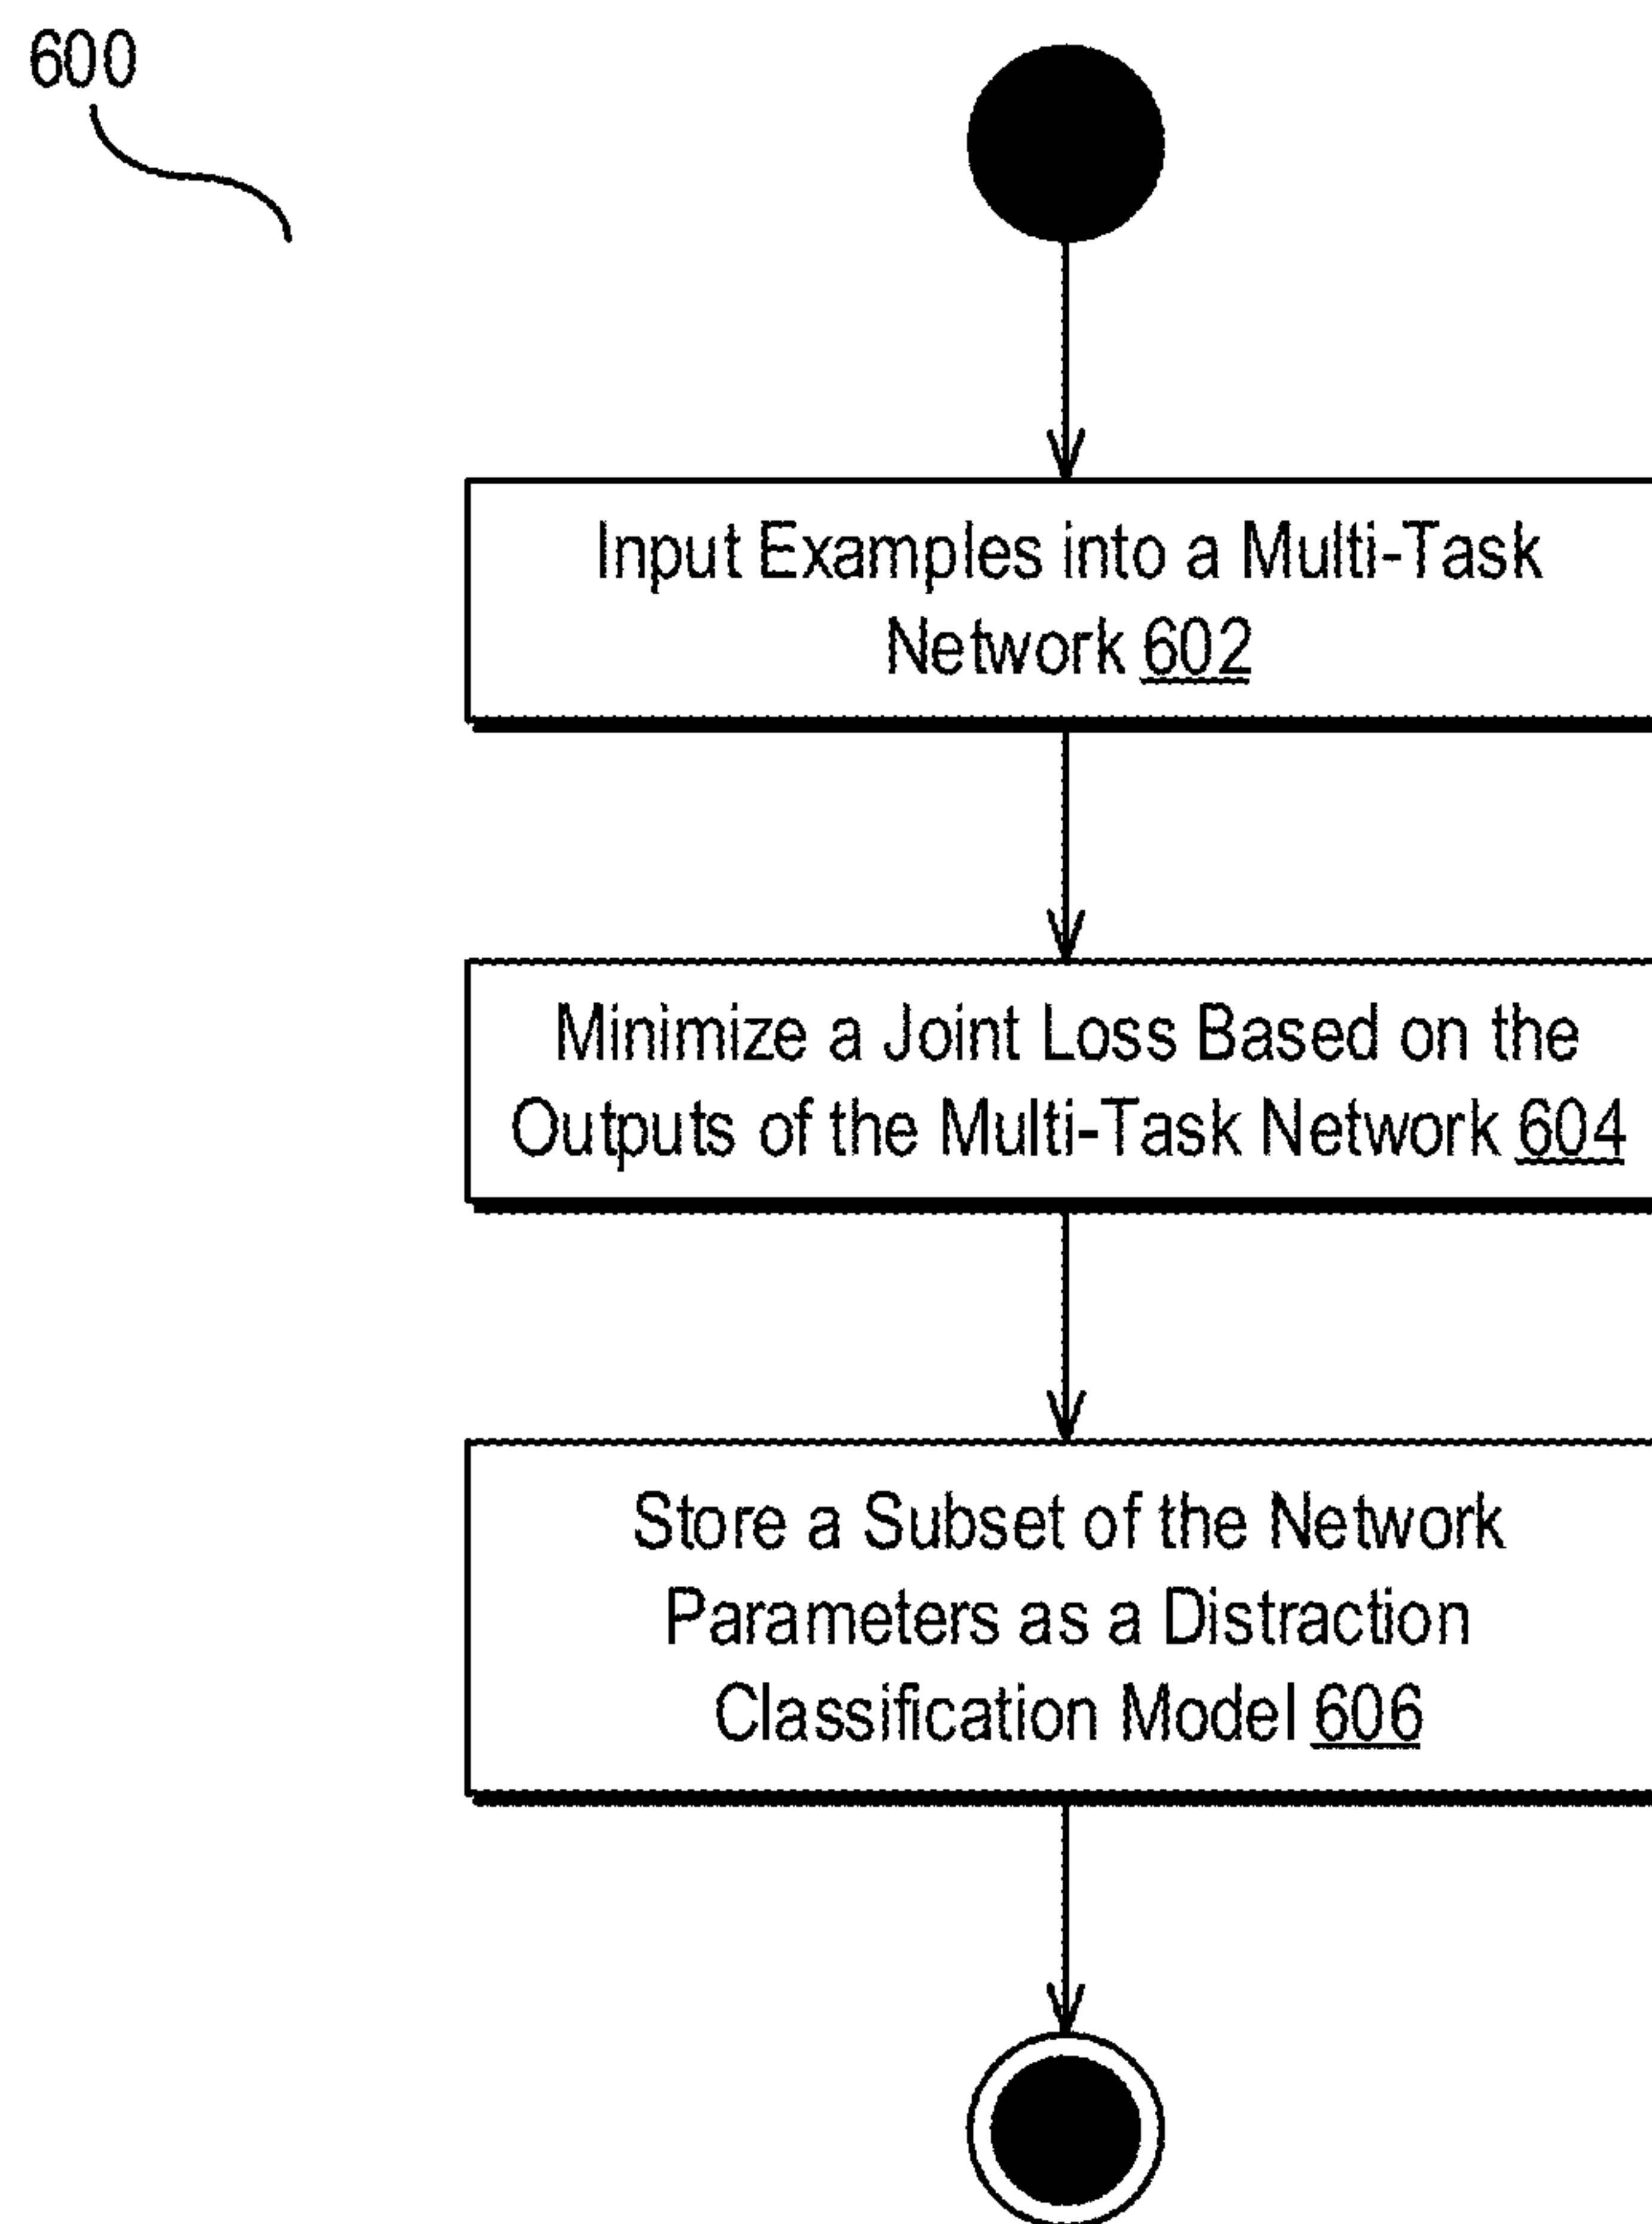 600
Input Examples into a Multi-Task
Network 602
Minimize a Joint Loss Based on the
Outputs of the Multi-Task Network 604
Store a Subset of the Network
Parameters as a Distraction
Classification Model 606